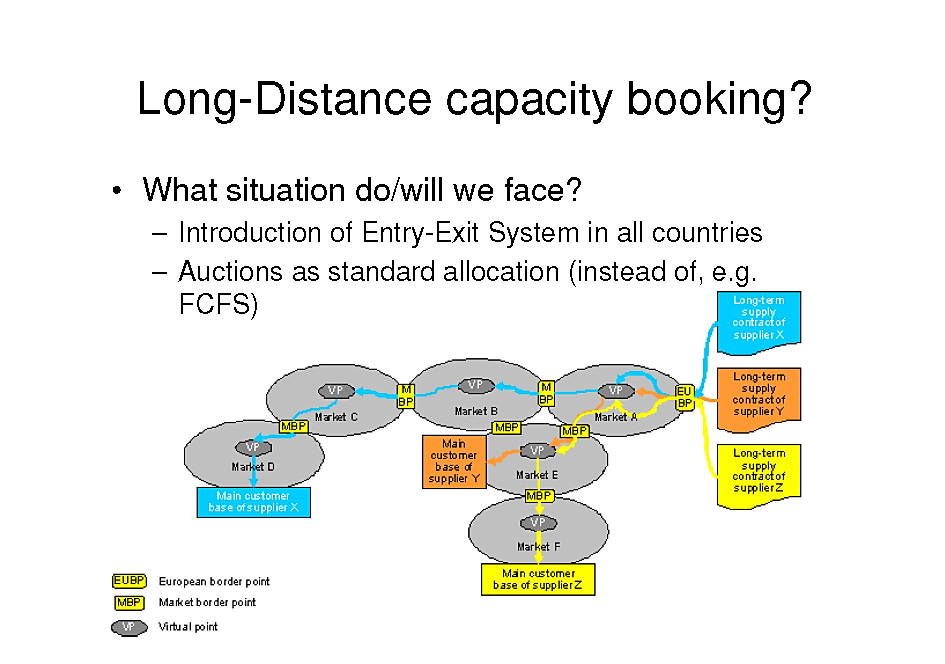 Long-Distance capacity booking?
• What situation do/will we face?
– Introduction of Entry-Exit System in all countries
– Auctions as standard allocation (instead of, e.g.
FCFS)
Long-term
supply
contract of
supplier X
Long-term
supply
contract of
supplier Y
Long-term
supply
contract of
supplier Z
EU
BP
VP
Market A
M
BP
VP
Market B
M
BP
VP
Market C
MBP
MBP
MBP
VP
Market D
Main customer
base of supplier X
Main
customer
base of
supplier Y
VP
Market E
MBP
VP
Market F
Main customer
base of supplier Z
EUBP European border point
MBP Market border point
VP Virtual point